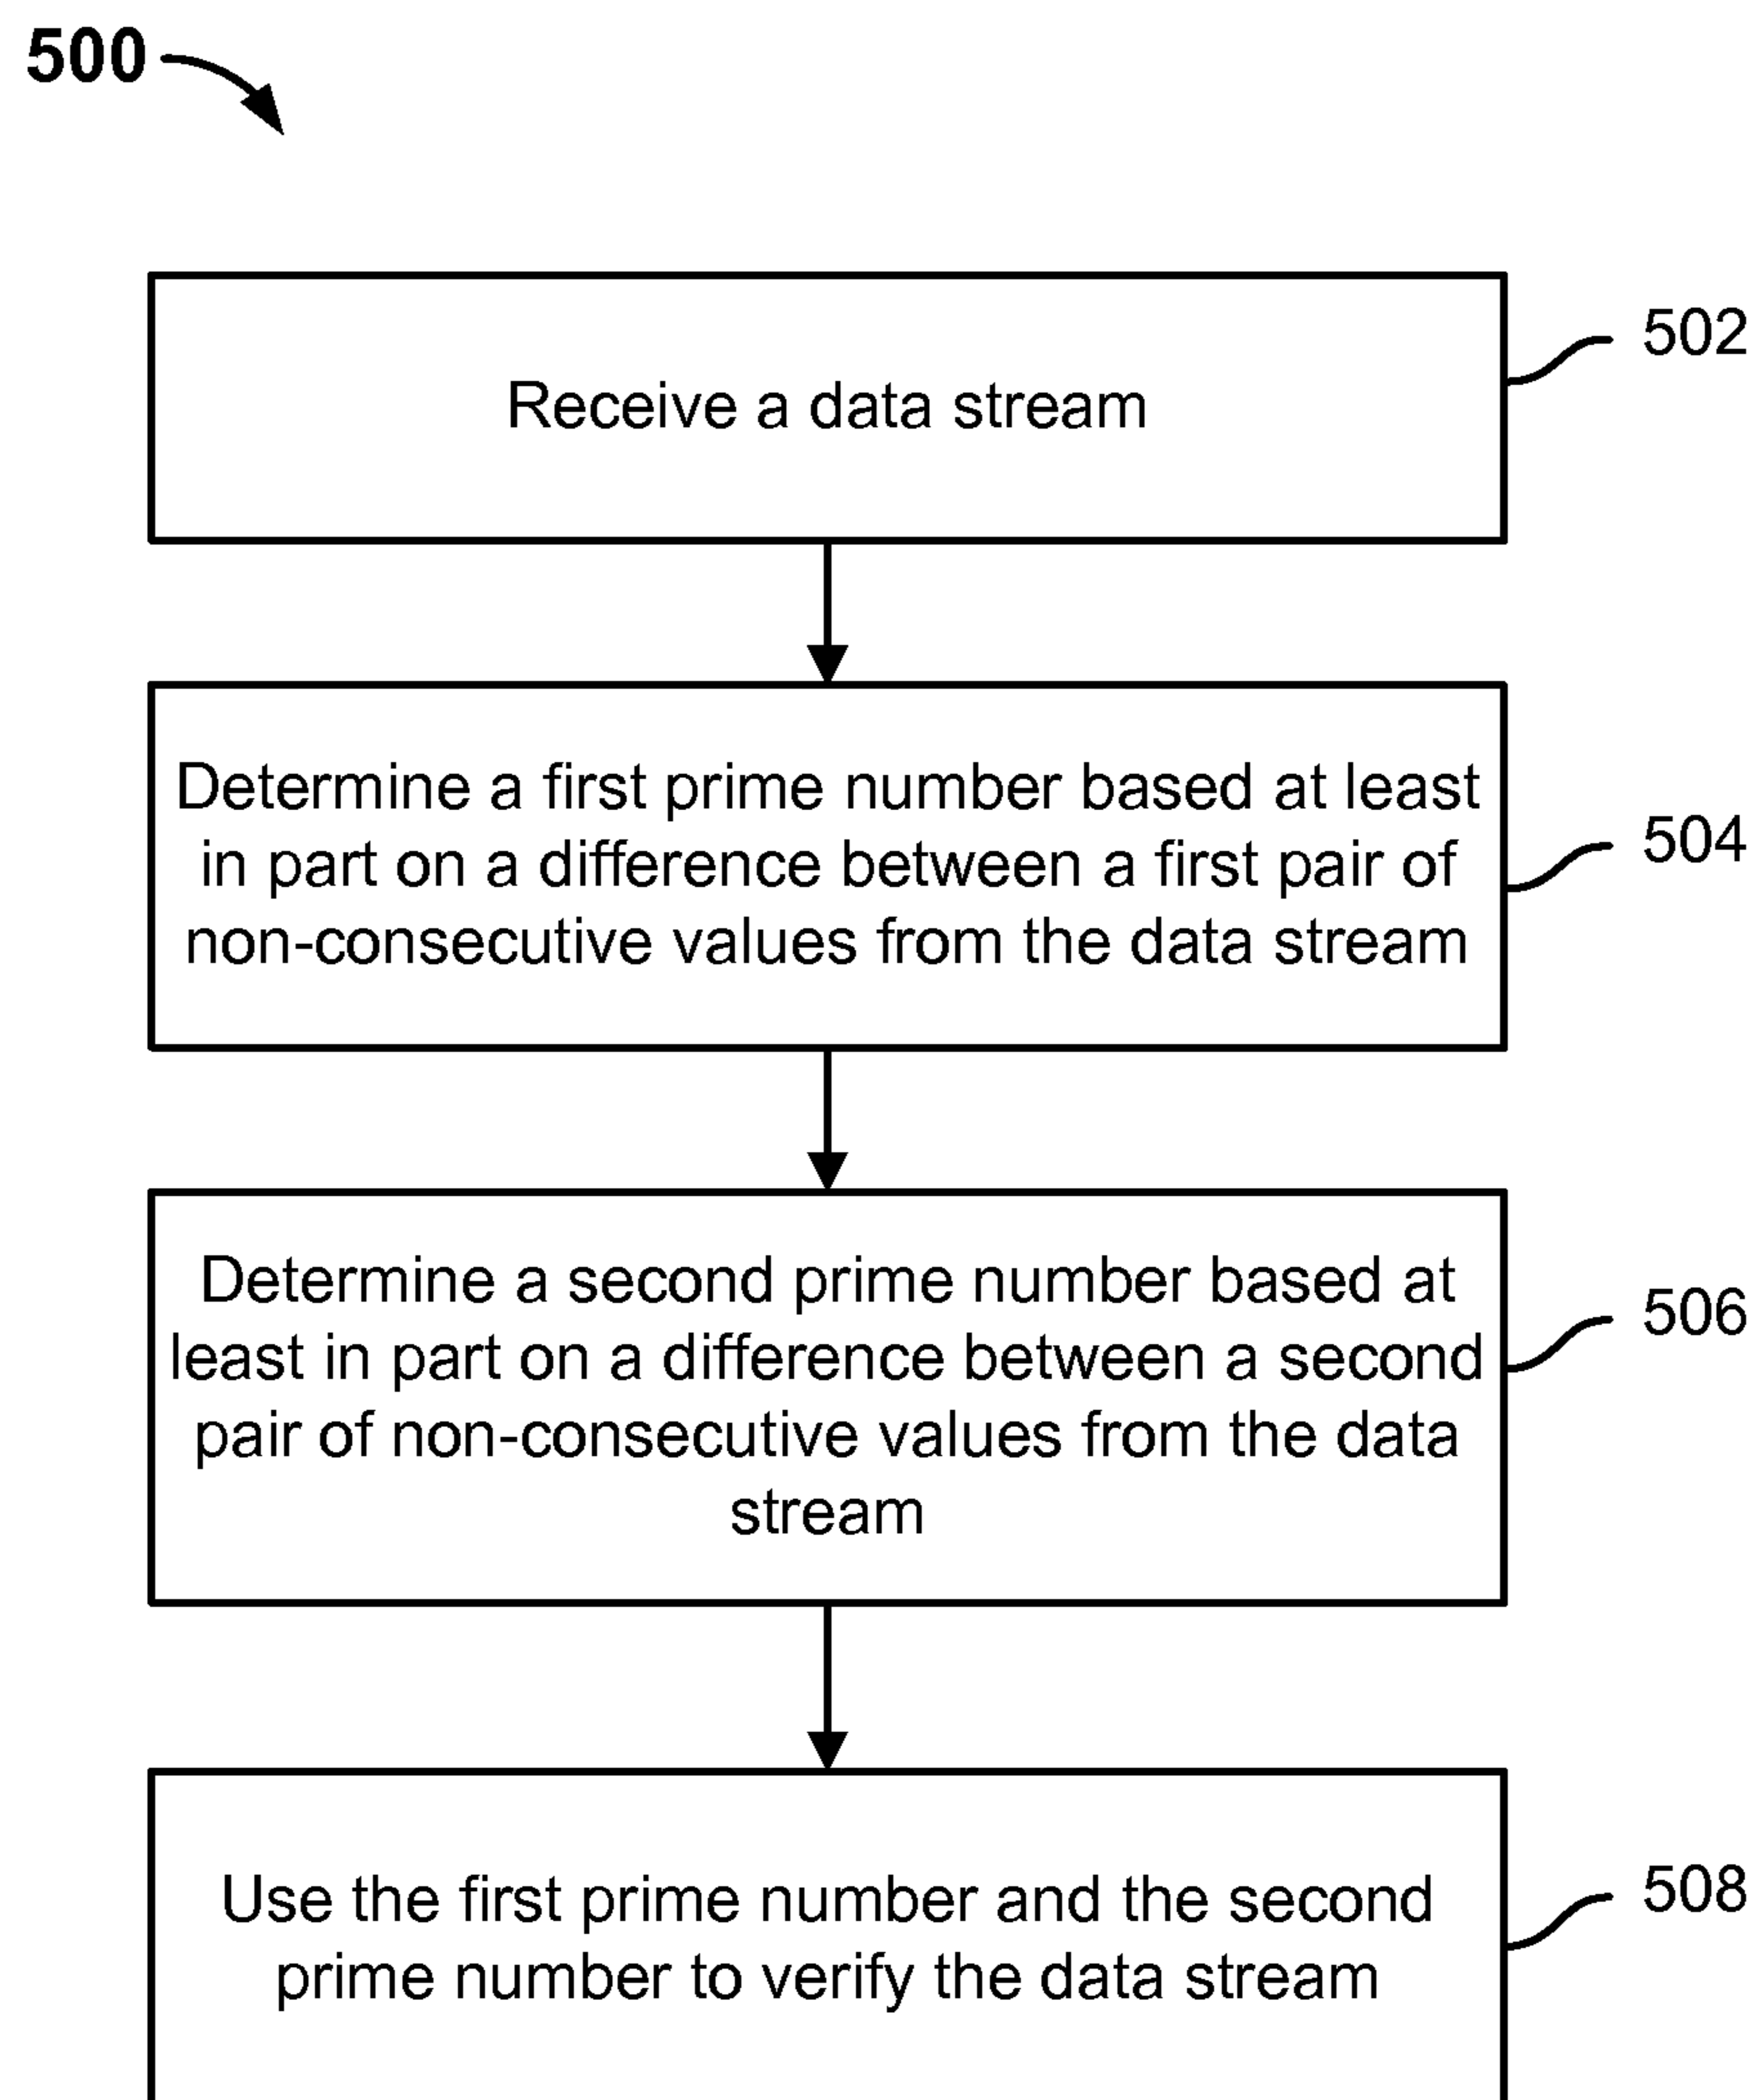 500
Receive a data stream
502
Determine a first prime number based at least
in part on a difference between a first pair of
non-consecutive values from the data stream
504
Determine a second prime number based at
least in part on a difference between a second
pair of non-consecutive values from the data
stream
506
Use the first prime number and the second
prime number to verify the data stream
508